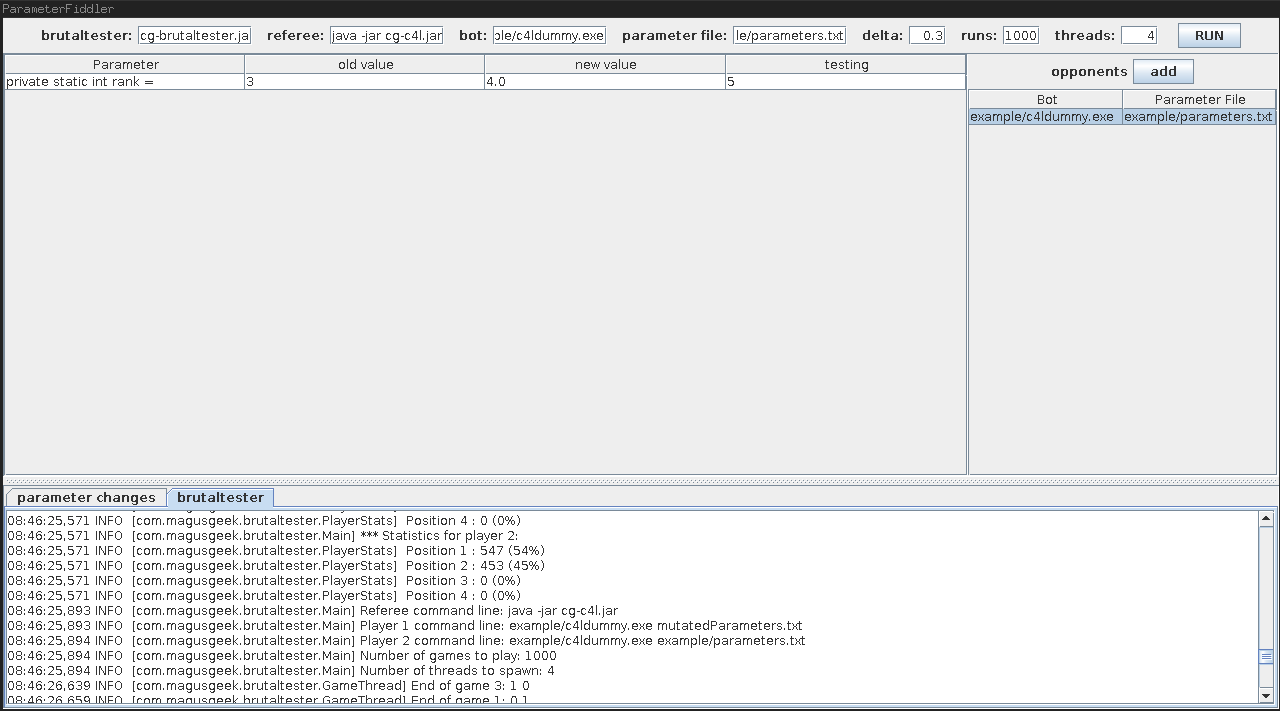 ParameterFiddler
brutaltester: cg-brutaltester.ja referee: java -jar cg-c4l.jar bot: ole/c4ldummy.exe parameter file: le/parameters.txt delta: 0.3 runs: 1000 threads: 4 RUN
Parameter old value new value testing
private static int rank = 3 4.0 5
opponents add
Bot Parameter File
example/c4ldummy.exe example/parameters.txt
parameter changes brutaltester
08:46:25,571 INFO [com.magusgeek.brutaltester.PlayerStats] Position 4 : 0 (0%)
08:46:25,571 INFO [com.magusgeek.brutaltester.Main] *** Statistics for player 2:
08:46:25,571 INFO [com.magusgeek.brutaltester.PlayerStats] Position 1 : 547 (54%)
08:46:25,571 INFO [com.magusgeek.brutaltester.PlayerStats] Position 2 : 453 (45%)
08:46:25,571 INFO [com.magusgeek.brutaltester.PlayerStats] Position 3 : 0 (0%)
08:46:25,571 INFO [com.magusgeek.brutaltester.PlayerStats] Position 4 : 0 (0%)
08:46:25,893 INFO [com.magusgeek.brutaltester.Main] Referee command line: java -jar cg-c4l.jar
08:46:25,893 INFO [com.magusgeek.brutaltester.Main] Player 1 command line: example/c4ldummy.exe mutatedParameters.txt
08:46:25,894 INFO [com.magusgeek.brutaltester.Main] Player 2 command line: example/c4ldummy.exe example/parameters.txt
08:46:25,894 INFO [com.magusgeek.brutaltester.Main] Number of games to play: 1000
08:46:25,894 INFO [com.magusgeek.brutaltester.Main] Number of threads to spawn: 4
08:46:26,639 INFO [com.magusgeek.brutaltester.GameThread] End of game 3: 1 0
08:46:26,659 INFO [com.magusgeek.brutaltester.GameThread] End of game 1: 0 1